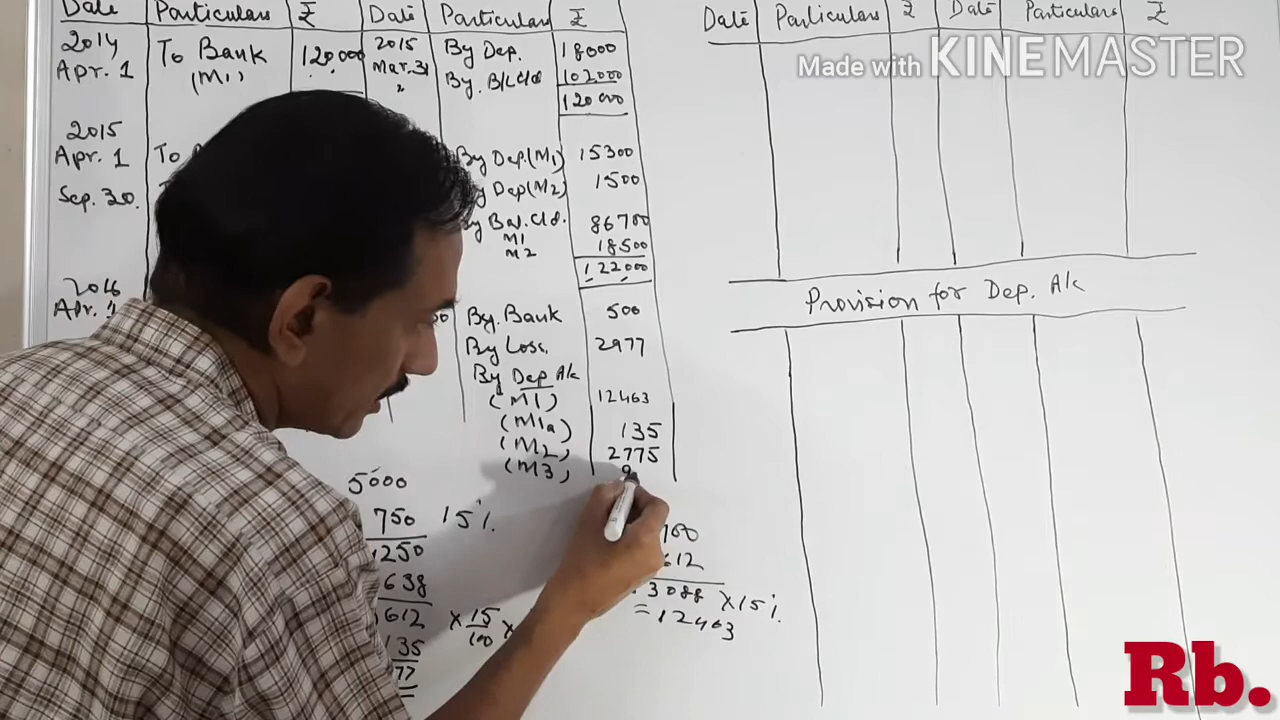 Date Particulars ₹ Date Particulars ₹
2014 Apr. 1 To Bank (M1) 120,000 2015 Mar. 31 By Dep. 18000
" By B/l C/d 102000
120000
2015
Apr. 1 To By Dep. (M1) 15300
Sep. 30. By Dep (M2) 1500
By Bal. C/d. 86700
M1
M2 18500
122000
2016
Apr. 1 By. Bank 500
By Loss. 2977
By Dep A/c
(M1) 12463
(M1a) 135
(M2) 2775
(M3)
5000
750 15%
1250
638
612 × 15/100 ×
135
77
700
612
3088 × 15%
= 12463
Date Particulars ₹ Date Particulars ₹
Made with KINEMASTER
Provision for Dep. A/c
Rb.